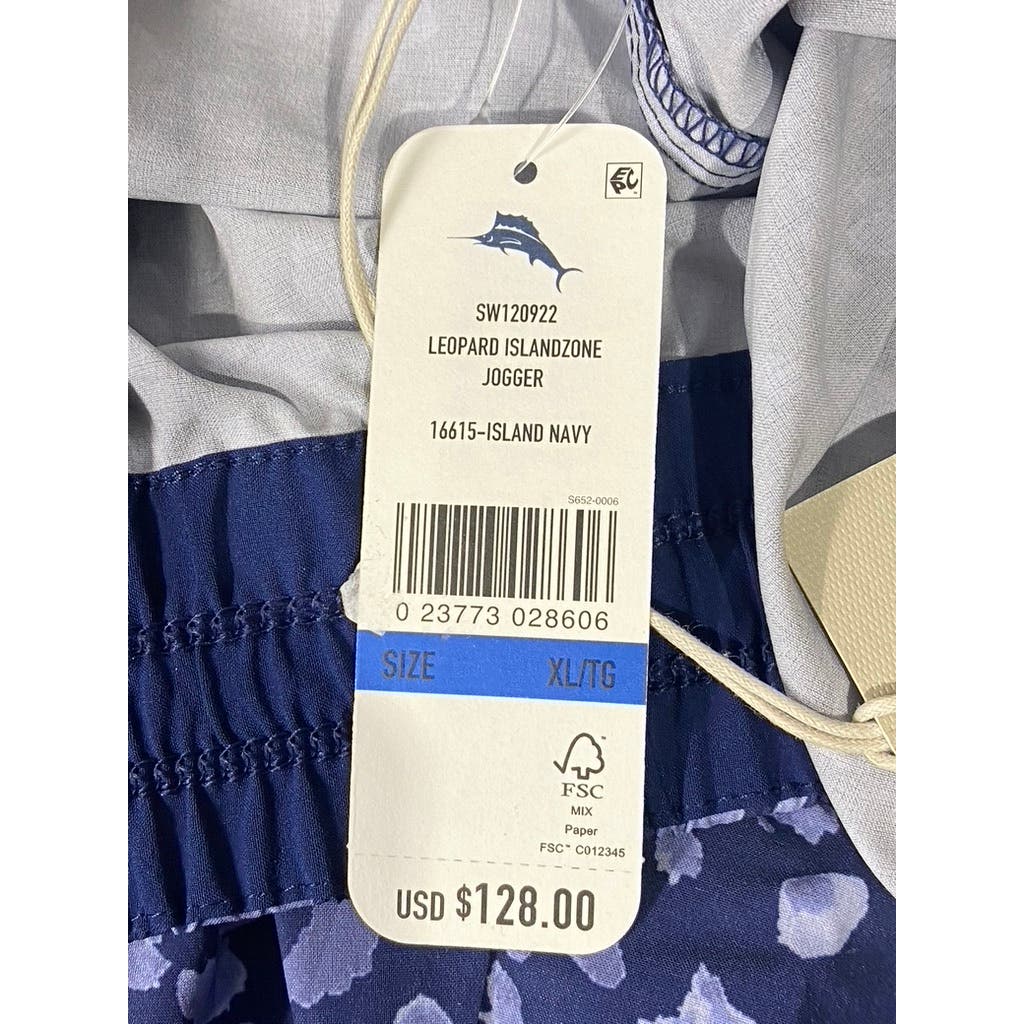 EPC
SW120922
LEOPARD ISLANDZONE
JOGGER
16615-ISLAND NAVY
S652-0006
0 23773 028606
SIZE XL/TG
FSC
MIX
Paper
FSC™ C012345
USD $128.00